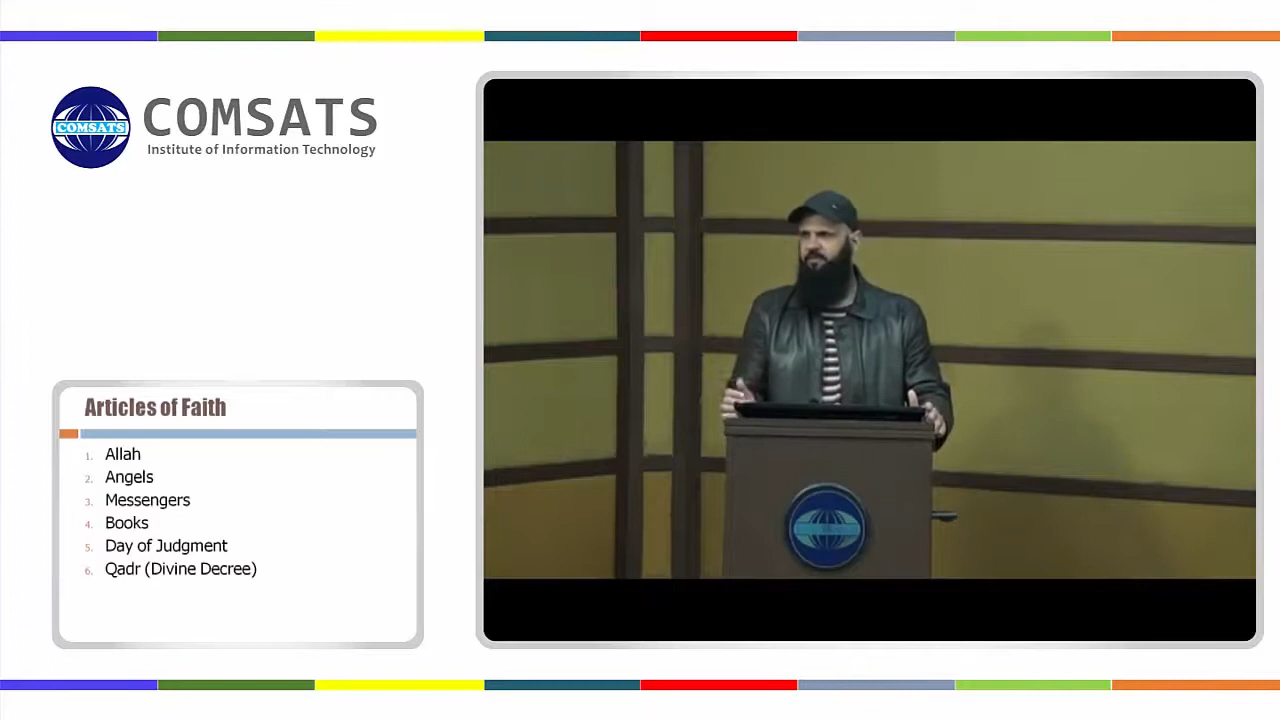 COMSATS
COMSATS
Institute of Information Technology
Articles of Faith
1. Allah
2. Angels
3. Messengers
4. Books
5. Day of Judgment
6. Qadr (Divine Decree)